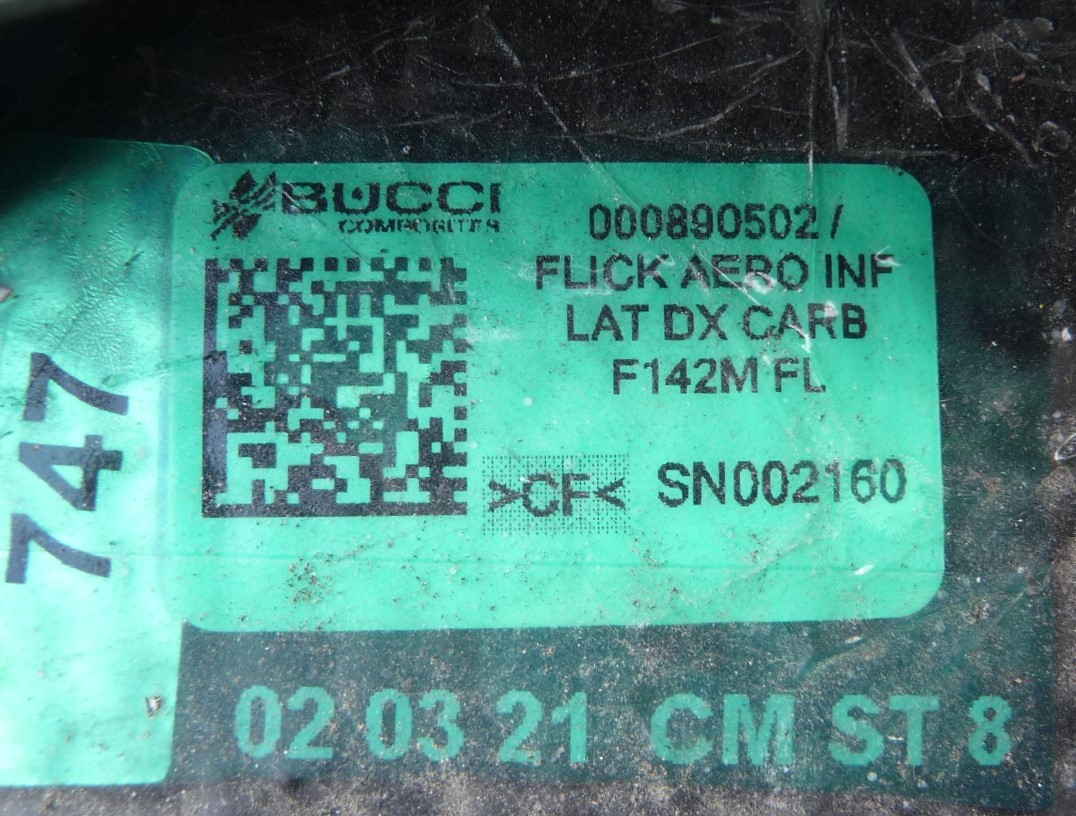 BUCCI
COMPOSITES
000890502/
FLICK AERO INF
LAT DX CARB
F142M FL
>CF<
SN002160
747
02 03 21 CM ST 8